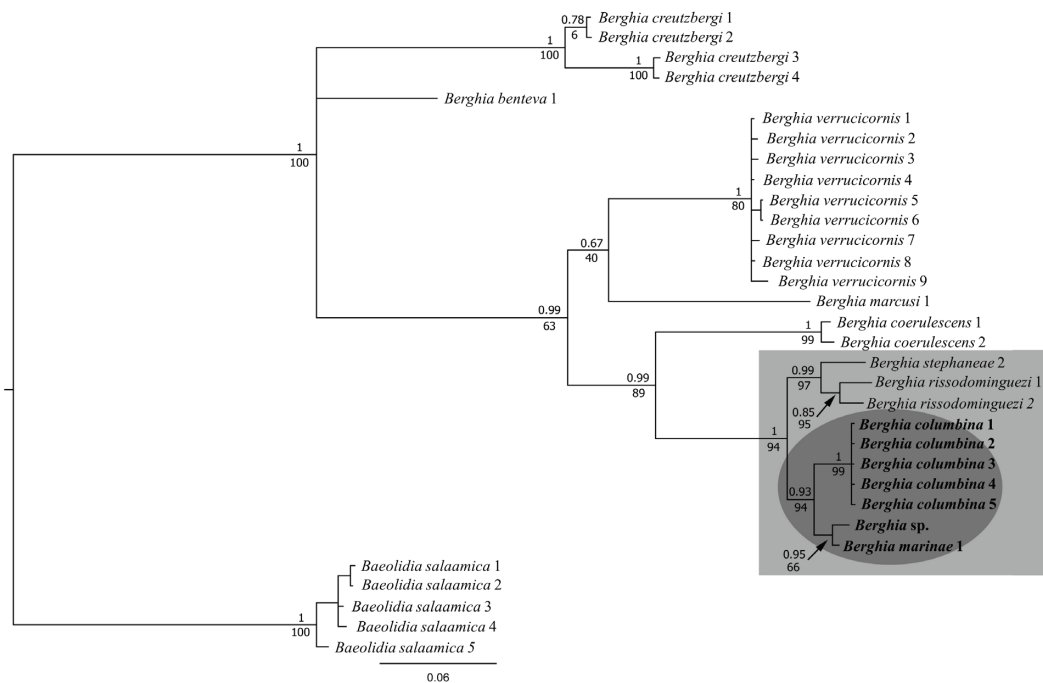 0.78
6
Berghia creutzbergi 1
Berghia creutzbergi 2
1
100
1
100
Berghia creutzbergi 3
Berghia creutzbergi 4
Berghia benteva 1
1
100
Berghia verrucicornis 1
Berghia verrucicornis 2
Berghia verrucicornis 3
Berghia verrucicornis 4
1
80
Berghia verrucicornis 5
Berghia verrucicornis 6
Berghia verrucicornis 7
Berghia verrucicornis 8
Berghia verrucicornis 9
0.67
40
Berghia marcusi 1
0.99
63
1
99
Berghia coerulescens 1
Berghia coerulescens 2
0.99
89
0.99
97
Berghia stephaneae 2
Berghia rissodominguezi 1
Berghia rissodominguezi 2
0.85
95
1
94
Berghia columbina 1
Berghia columbina 2
Berghia columbina 3
Berghia columbina 4
Berghia columbina 5
1
99
0.93
94
Berghia sp.
Berghia marinae 1
0.95
66
Baeolidia salaamica 1
Baeolidia salaamica 2
Baeolidia salaamica 3
Baeolidia salaamica 4
Baeolidia salaamica 5
1
100
0.06